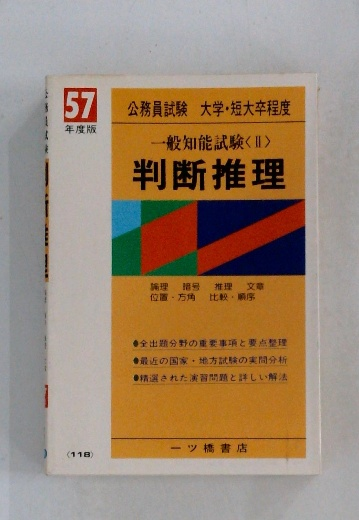 57
年度版
公務員試験 大学・短大卒程度
一般知能試験〈Ⅱ〉
判断推理
論理 暗号 推理 文章
位置・方角 比較・順序
●全出題分野の重要事項と要点整理
●最近の国家・地方試験の実問分析
●精選された演習問題と詳しい解法
(118)
一ツ橋書店